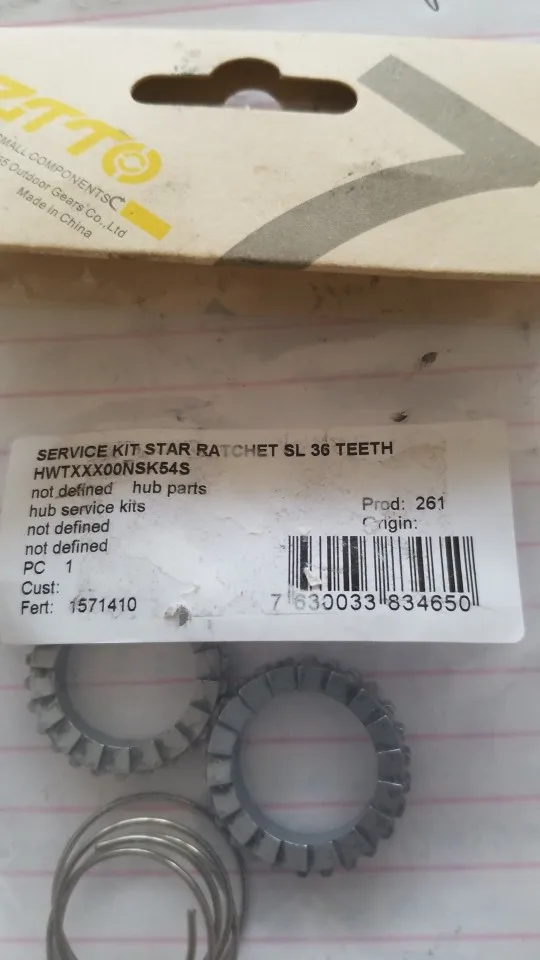 ZTTO
SMALL COMPONENTS
Outdoor Gears Co.,Ltd
Made in China
SERVICE KIT STAR RATCHET SL 36 TEETH
HWTXXX00NSK54S
not defined hub parts
hub service kits
Prod: 261
not defined
Origin:
not defined
PC 1
Cust:
Fert: 1571410
7 630033 834650